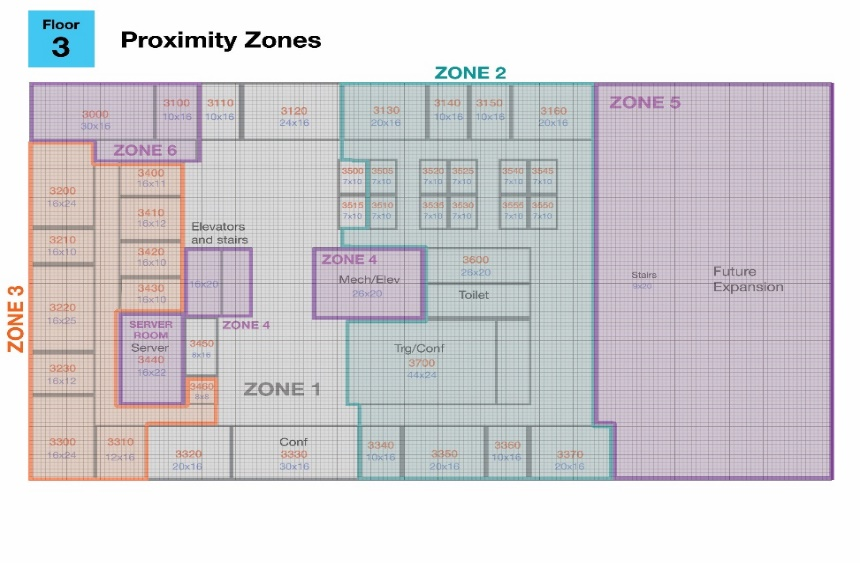 Floor
3
Proximity Zones
ZONE 2
3000
30x16
3100
10x16
3110
10x16
3120
24x16
3130
20x16
3140
10x16
3150
10x16
3160
20x16
ZONE 5
ZONE 6
3200
16x24
3400
16x11
3500
7x10
3505
7x10
3520
7x10
3525
7x10
3540
7x10
3545
7x10
3410
16x12
3515
7x10
3510
7x10
3535
7x10
3530
7x10
3555
7x10
3550
7x10
3210
16x10
3420
16x10
Elevators
and stairs
16x20
ZONE 4
Mech/Elev
26x20
3600
26x20
Toilet
Stairs
9x20
Future
Expansion
3430
16x10
3220
16x25
ZONE 3
SERVER
ROOM
Server
3440
16x22
ZONE 4
3450
8x16
Trg/Conf
3700
44x24
3230
16x12
3460
8x8
ZONE 1
3300
16x24
3310
12x16
3320
20x16
Conf
3330
30x16
3340
10x16
3350
20x16
3360
10x16
3370
20x16